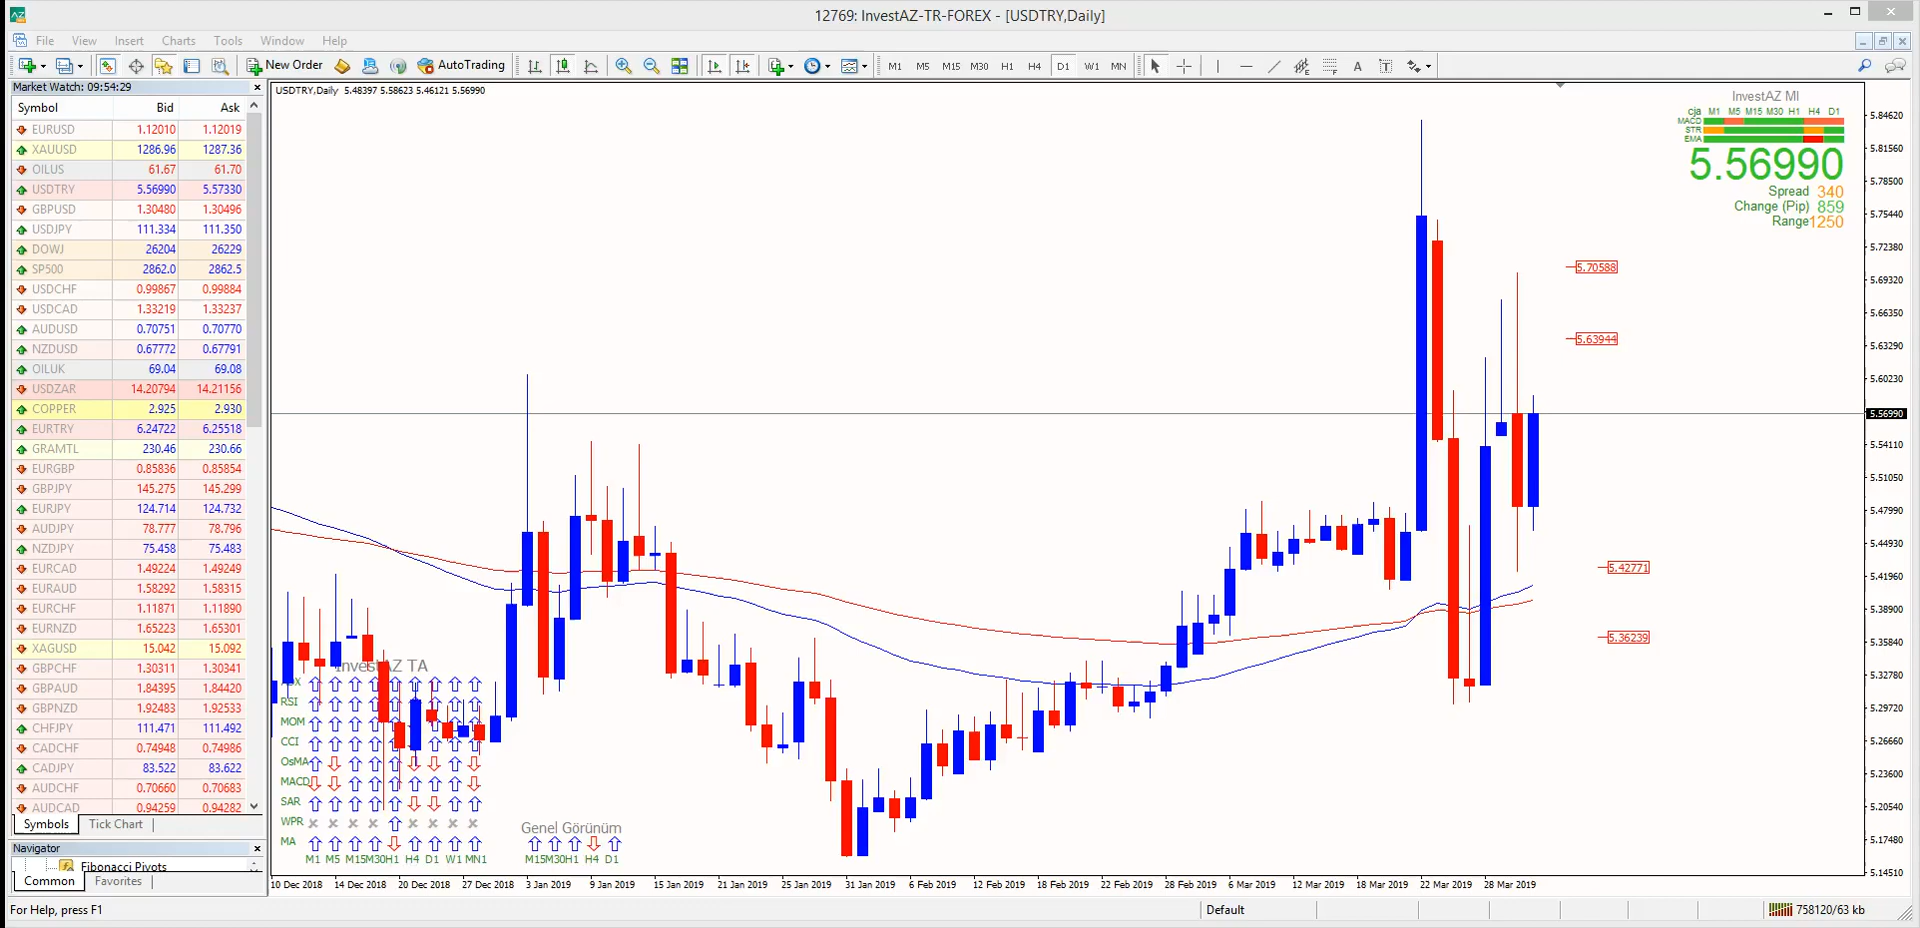 12769: InvestAZ-TR-FOREX - [USDTRY,Daily]
File View Insert Charts Tools Window Help
New Order AutoTrading M1 M5 M15 M30 H1 H4 D1 W1 MN A T
Market Watch: 09:54:29
Symbol Bid Ask
EURUSD 1.12010 1.12019
XAUUSD 1286.96 1287.36
OILUS 61.67 61.70
USDTRY 5.56990 5.57330
GBPUSD 1.30480 1.30496
USDJPY 111.334 111.350
DOWJ 26204 26229
SP500 2862.0 2862.5
USDCHF 0.99867 0.99884
USDCAD 1.33219 1.33237
AUDUSD 0.70751 0.70770
NZDUSD 0.67772 0.67791
OILUK 69.04 69.08
USDZAR 14.20794 14.21156
COPPER 2.925 2.930
EURTRY 6.24722 6.25518
GRAMTL 230.46 230.66
EURGBP 0.85836 0.85854
GBPJPY 145.275 145.299
EURJPY 124.714 124.732
AUDJPY 78.777 78.796
NZDJPY 75.458 75.483
EURCAD 1.49224 1.49249
EURAUD 1.58292 1.58315
EURCHF 1.11871 1.11890
EURNZD 1.65223 1.65301
XAGUSD 15.042 15.092
GBPCHF 1.30311 1.30341
GBPAUD 1.84395 1.84420
GBPNZD 1.92483 1.92533
CHFJPY 111.471 111.492
CADCHF 0.74948 0.74986
CADJPY 83.522 83.622
AUDCHF 0.70660 0.70683
AUDCAD 0.94259 0.94282
Symbols Tick Chart
Navigator
Fibonacci Pivots
Common Favorites
USDTRY,Daily 5.48397 5.58623 5.46121 5.56990
InvestAZ MI
cja M1 M5 M15 M30 H1 H4 D1
MACD
STR
EMA
5.56990
Spread 340
Change (Pip) 859
Range 1250
5.70588
5.63944
5.42771
5.36239
5.84620
5.81560
5.78500
5.75440
5.72380
5.69320
5.66350
5.63290
5.60230
5.56990
5.54110
5.51050
5.47990
5.44930
5.41960
5.38900
5.35840
5.32780
5.29720
5.26660
5.23600
5.20540
5.17480
5.14510
InvestAZ TA
RSI
MOM
CCI
OsMA
MACD
SAR
WPR
MA
M1 M5 M15 M30 H1 H4 D1 W1 MN1
Genel Görünüm
M15 M30 H1 H4 D1
10 Dec 2018 14 Dec 2018 20 Dec 2018 27 Dec 2018 3 Jan 2019 9 Jan 2019 15 Jan 2019 21 Jan 2019 25 Jan 2019 31 Jan 2019 6 Feb 2019 12 Feb 2019 18 Feb 2019 22 Feb 2019 28 Feb 2019 6 Mar 2019 12 Mar 2019 18 Mar 2019 22 Mar 2019 28 Mar 2019
For Help, press F1 Default 758120/63 kb